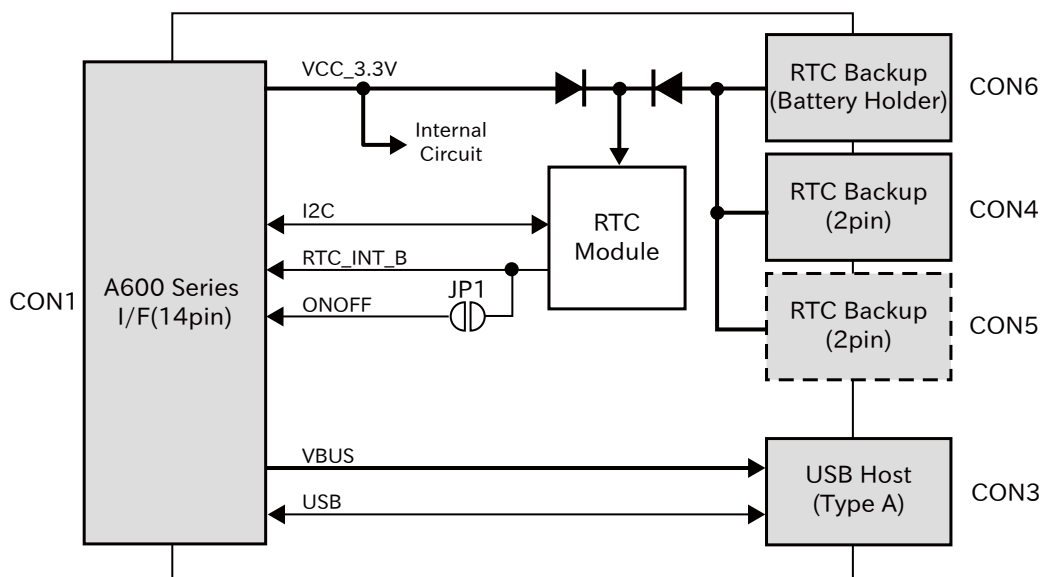 VCC_3.3V
Internal
Circuit
RTC Backup
(Battery Holder)
CON6
RTC Backup
(2pin)
CON4
I2C
RTC
Module
RTC_INT_B
CON1
A600 Series
I/F(14pin)
JP1
ONOFF
RTC Backup
(2pin)
CON5
VBUS
USB
USB Host
(Type A)
CON3